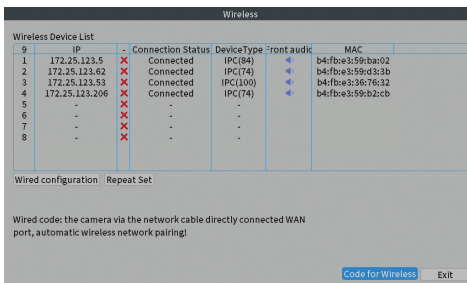 Wireless
Wireless Device List
9 IP - Connection Status DeviceType Front audio MAC
1 172.25.123.5 Connected IPC(84) b4:fb:e3:59:ba:02
2 172.25.123.62 Connected IPC(74) b4:fb:e3:59:d3:3b
3 172.25.123.53 Connected IPC(100) b4:fb:e3:36:76:32
4 172.25.123.206 Connected IPC(74) b4:fb:e3:59:b2:cb
5 - - -
6 - - -
7 - - -
8 - - -
Wired configuration Repeat Set
Wired code: the camera via the network cable directly connected WAN
port, automatic wireless network pairing!
Code for Wireless Exit